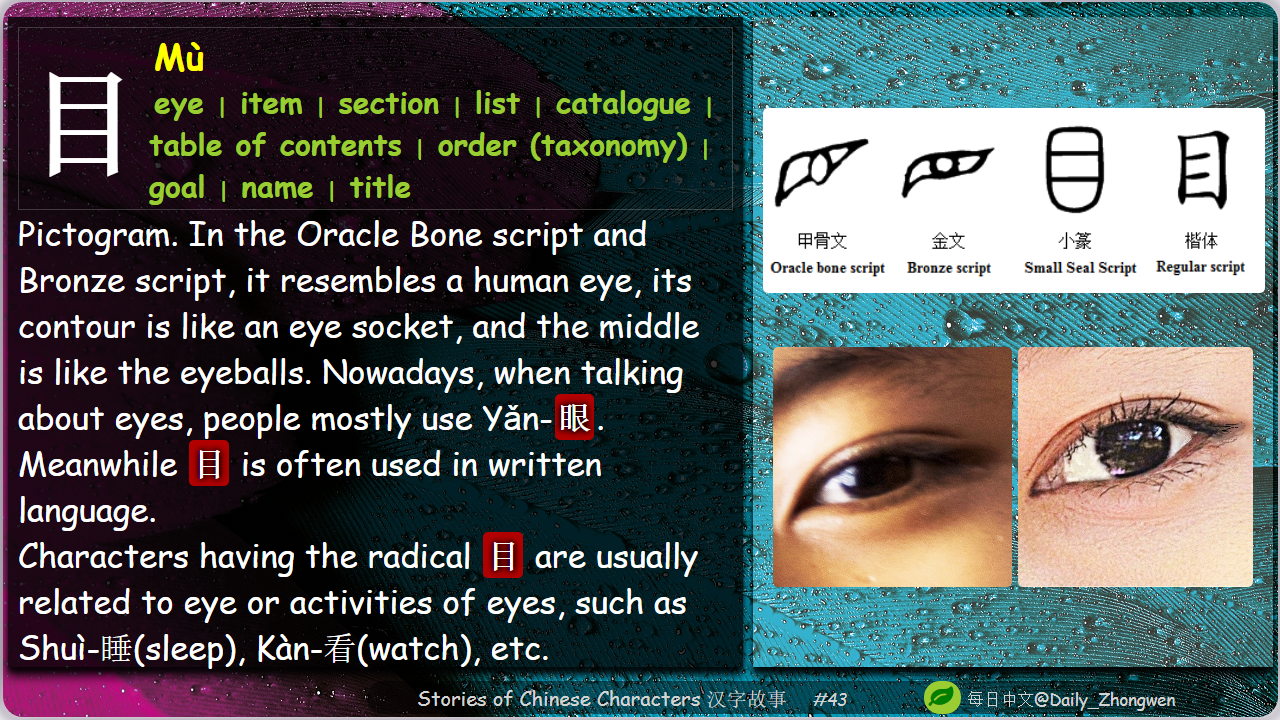 目
Mù
eye | item | section | list | catalogue |
table of contents | order (taxonomy) |
goal | name | title
Pictogram. In the Oracle Bone script and
Bronze script, it resembles a human eye, its
contour is like an eye socket, and the middle
is like the eyeballs. Nowadays, when talking
about eyes, people mostly use Yǎn-眼.
Meanwhile 目 is often used in written
language.
Characters having the radical 目 are usually
related to eye or activities of eyes, such as
Shuì-睡(sleep), Kàn-看(watch), etc.
目 目 目 目
甲骨文 金文 小篆 楷体
Oracle bone script Bronze script Small Seal Script Regular script
Stories of Chinese Characters 汉字故事 #43
每日中文@Daily_Zhongwen